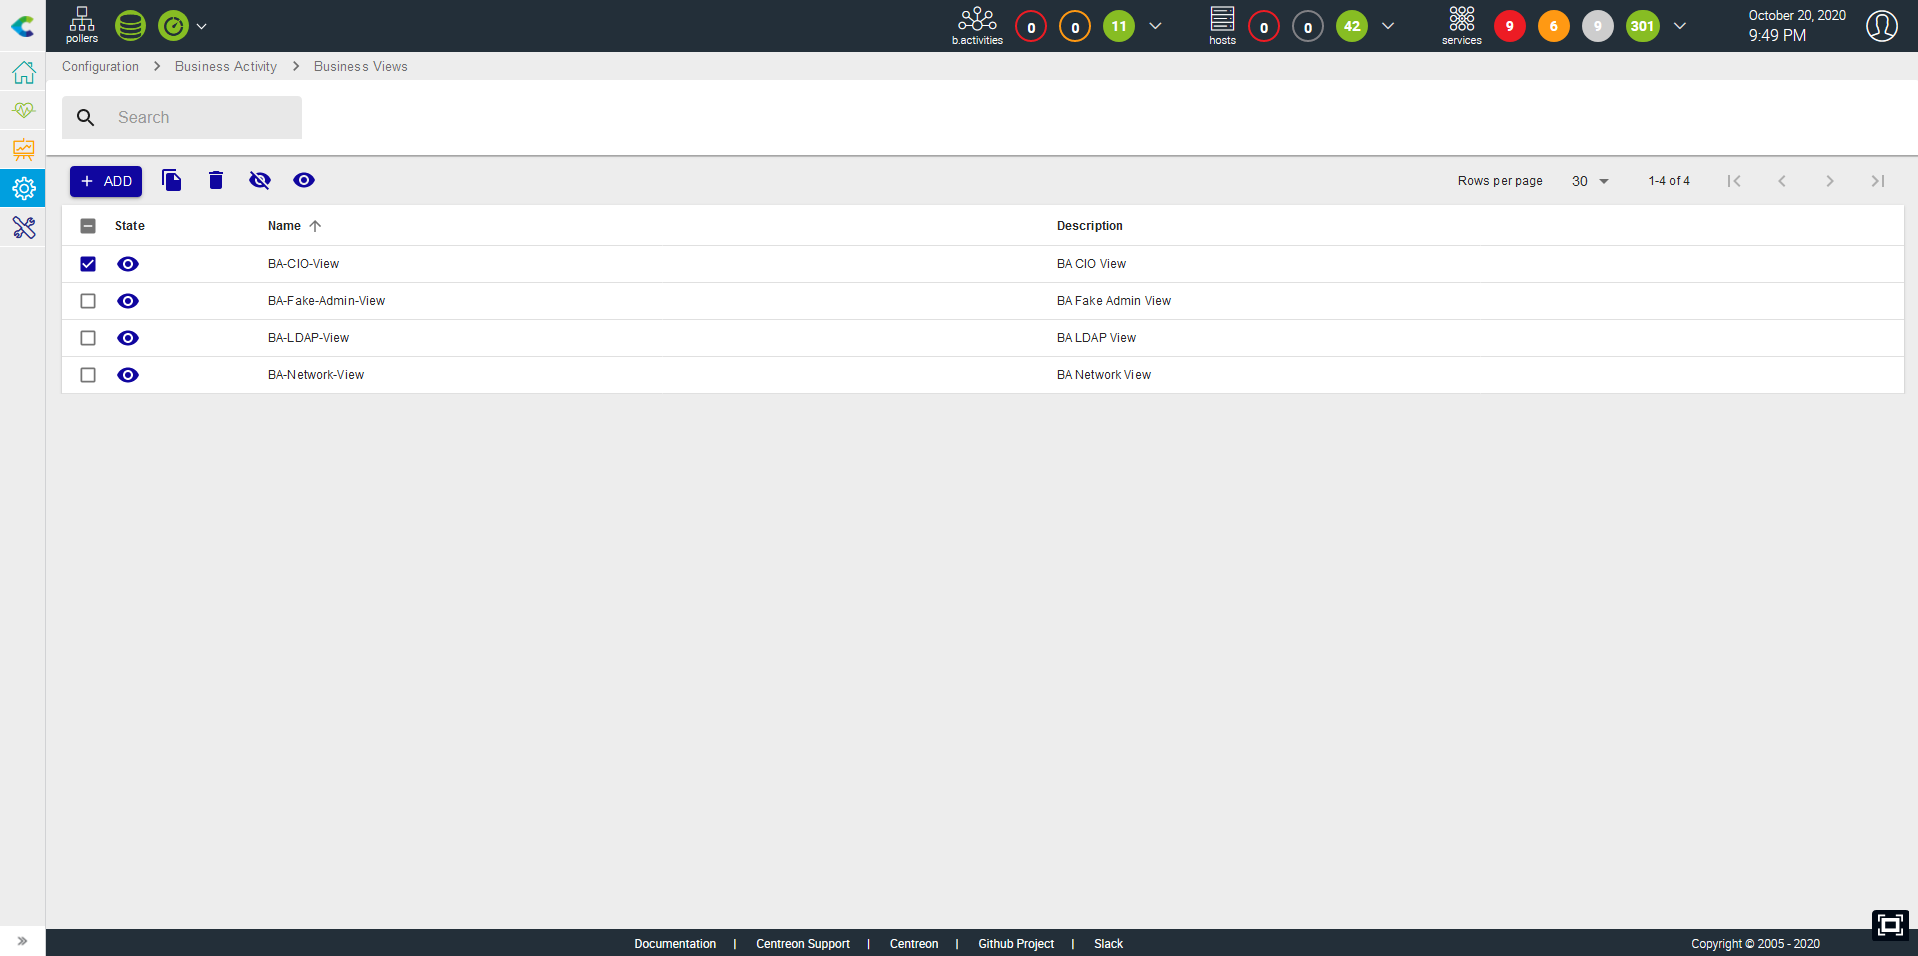 pollers
b.activities
0
0
11
hosts
0
0
42
services
9
6
9
301
October 20, 2020
9:49 PM
Configuration
Business Activity
Business Views
Search
ADD
Rows per page
30
1-4 of 4
State Name Description
BA-CIO-View BA CIO View
BA-Fake-Admin-View BA Fake Admin View
BA-LDAP-View BA LDAP View
BA-Network-View BA Network View
Documentation | Centreon Support | Centreon | Github Project | Slack
Copyright © 2005 - 2020